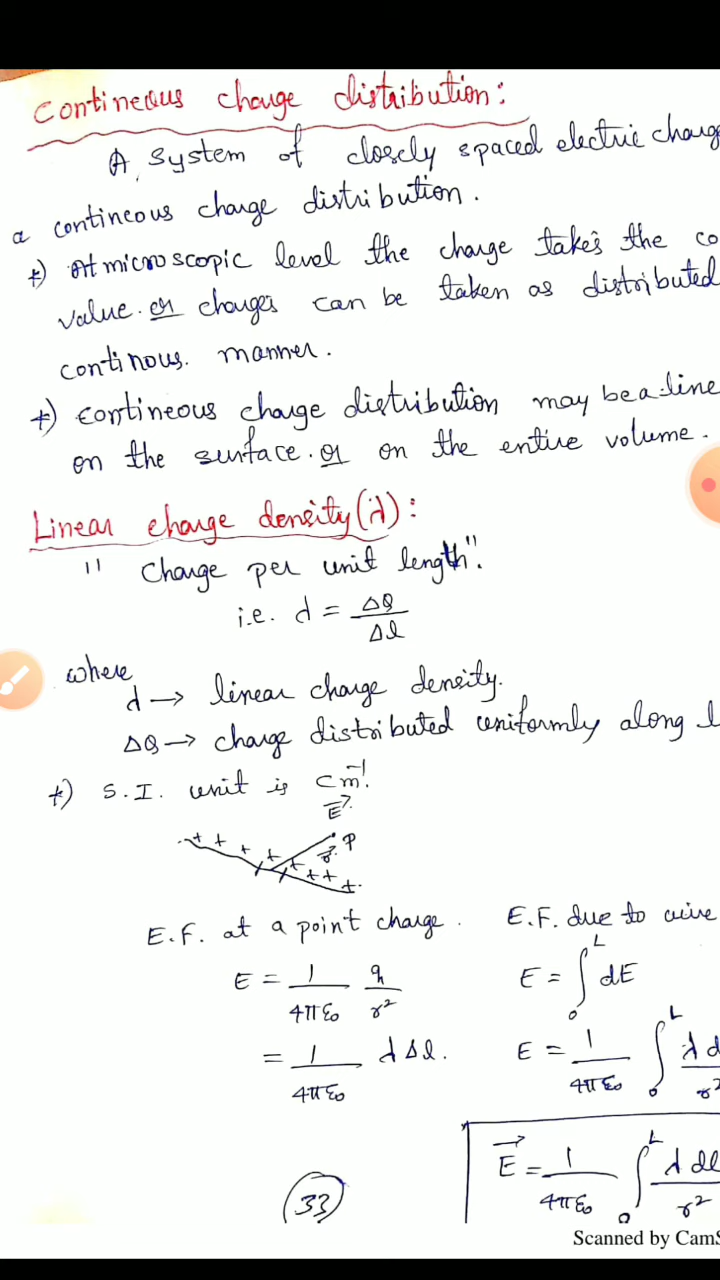 Contineous charge distribution:
A system of closely spaced electric charg
a contineous charge distribution.
*) At microscopic level the charge takes the co
value. or charges can be taken as distributed
continous. manner.
*) contineous charge distribution may be a line
on the surface. or on the entire volume.
Linear charge density (λ):
" Charge per unit length".
i.e. λ = ΔQ/Δl
where
λ → linear charge density.
ΔQ → charge distributed uniformly along l
*) S.I. unit is Cm⁻¹.
E⃗
+ + + + + + + + P
r⃗
E.F. at a point charge. E.F. due to wire
E = 1/4πε₀ q/r² E = ∫₀ᴸ dE
= 1/4πε₀ λ Δl. E = 1/4πε₀ ∫₀ᴸ λ d/r²
E⃗ = 1/4πε₀ ∫₀ᴸ λ dl/r²
33
Scanned by CamS